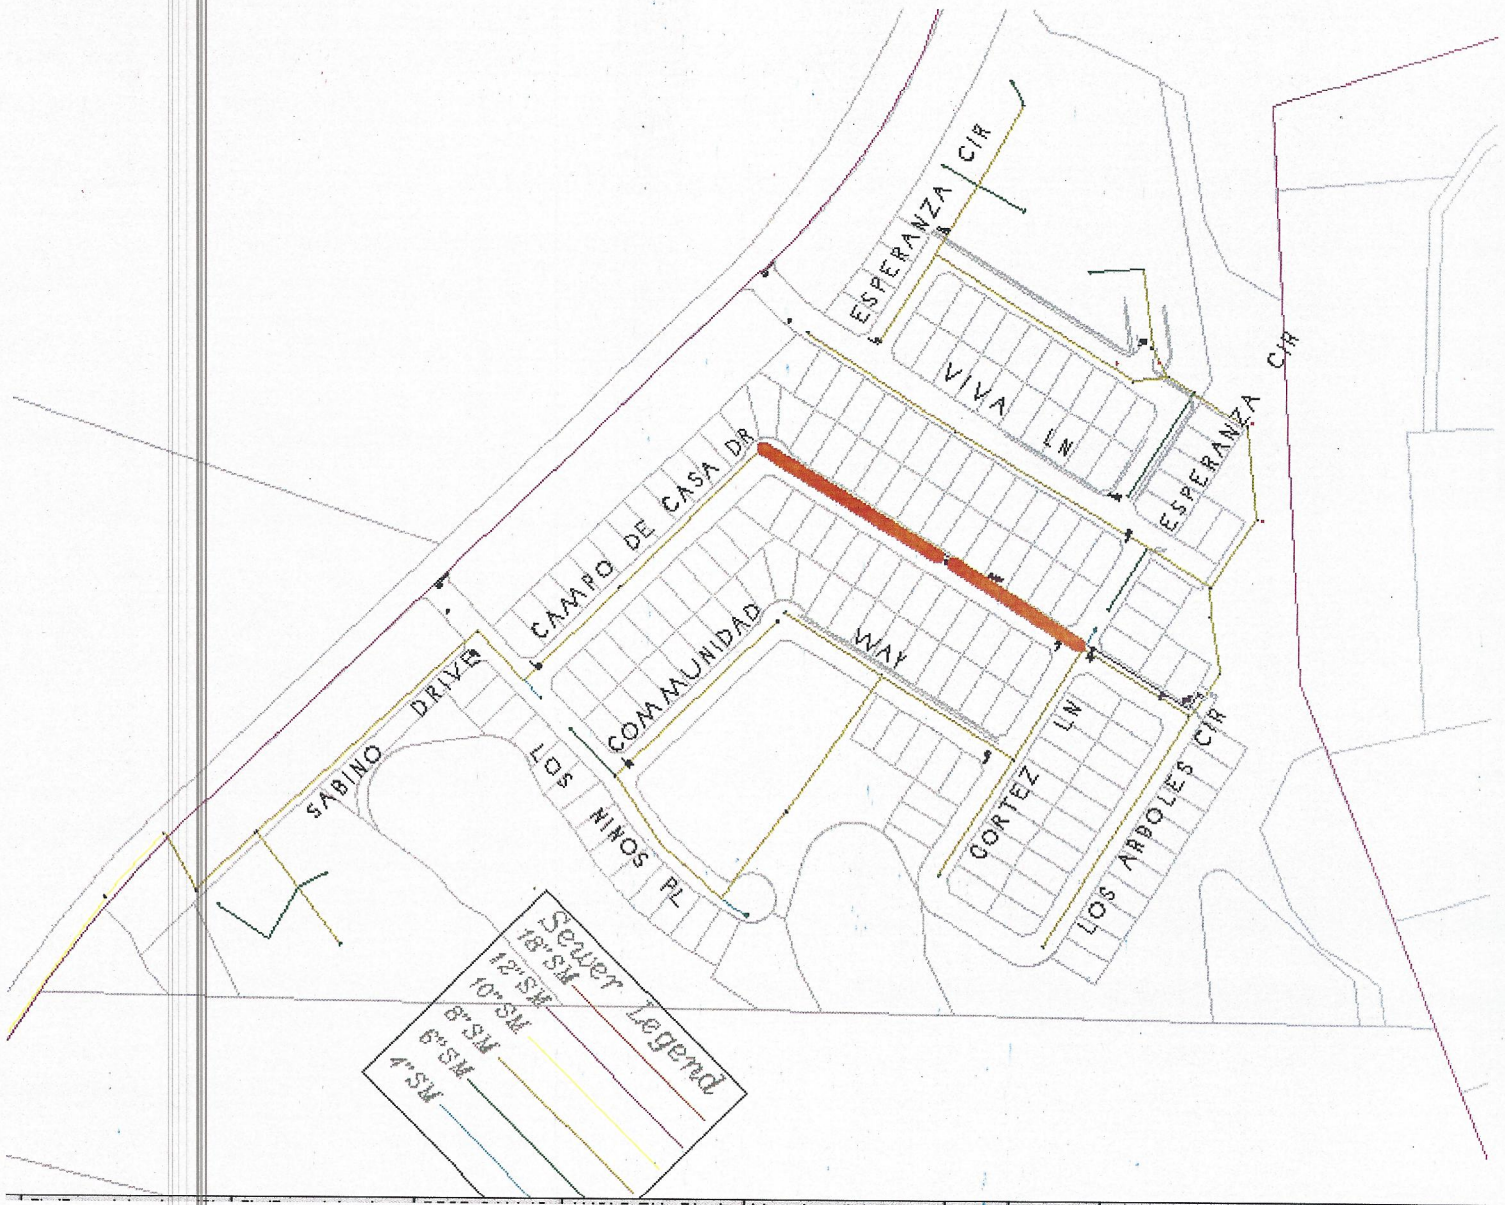 ESPERANZA CIR
VIVA LN
ESPERANZA CIR
CAMPO DE CASA DR
COMMUNIDAD WAY
SABINO DRIVE
LOS NINOS PL
CORTEZ LN
LOS ARBOLES CIR
Sewer Legend
18"SM
12"SM
10"SM
8"SM
6"SM
4"SM